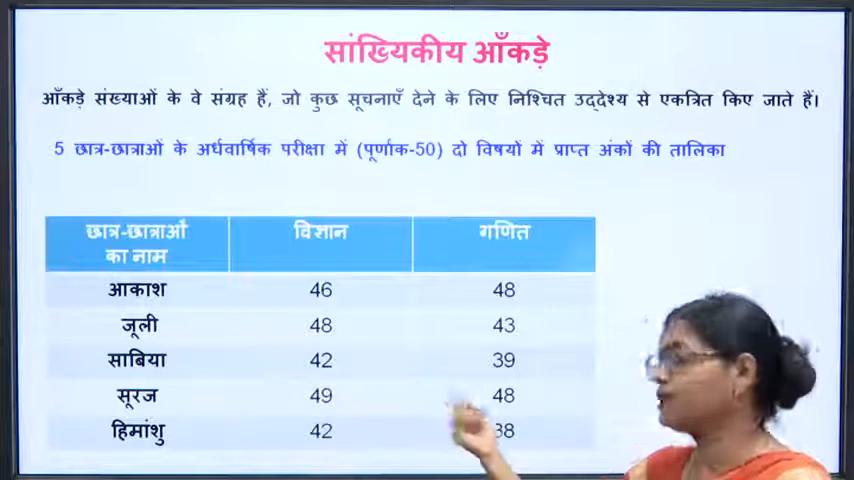 सांख्यिकीय आँकड़े
आँकड़े संख्याओं के वे संग्रह हैं, जो कुछ सूचनाएँ देने के लिए निश्चित उद्देश्य से एकत्रित किए जाते हैं।
5 छात्र-छात्राओं के अर्धवार्षिक परीक्षा में (पूर्णाक-50) दो विषयों में प्राप्त अंकों की तालिका
छात्र-छात्राओं का नाम विज्ञान गणित
आकाश 46 48
जूली 48 43
साबिया 42 39
सूरज 49 48
हिमांशु 42 38